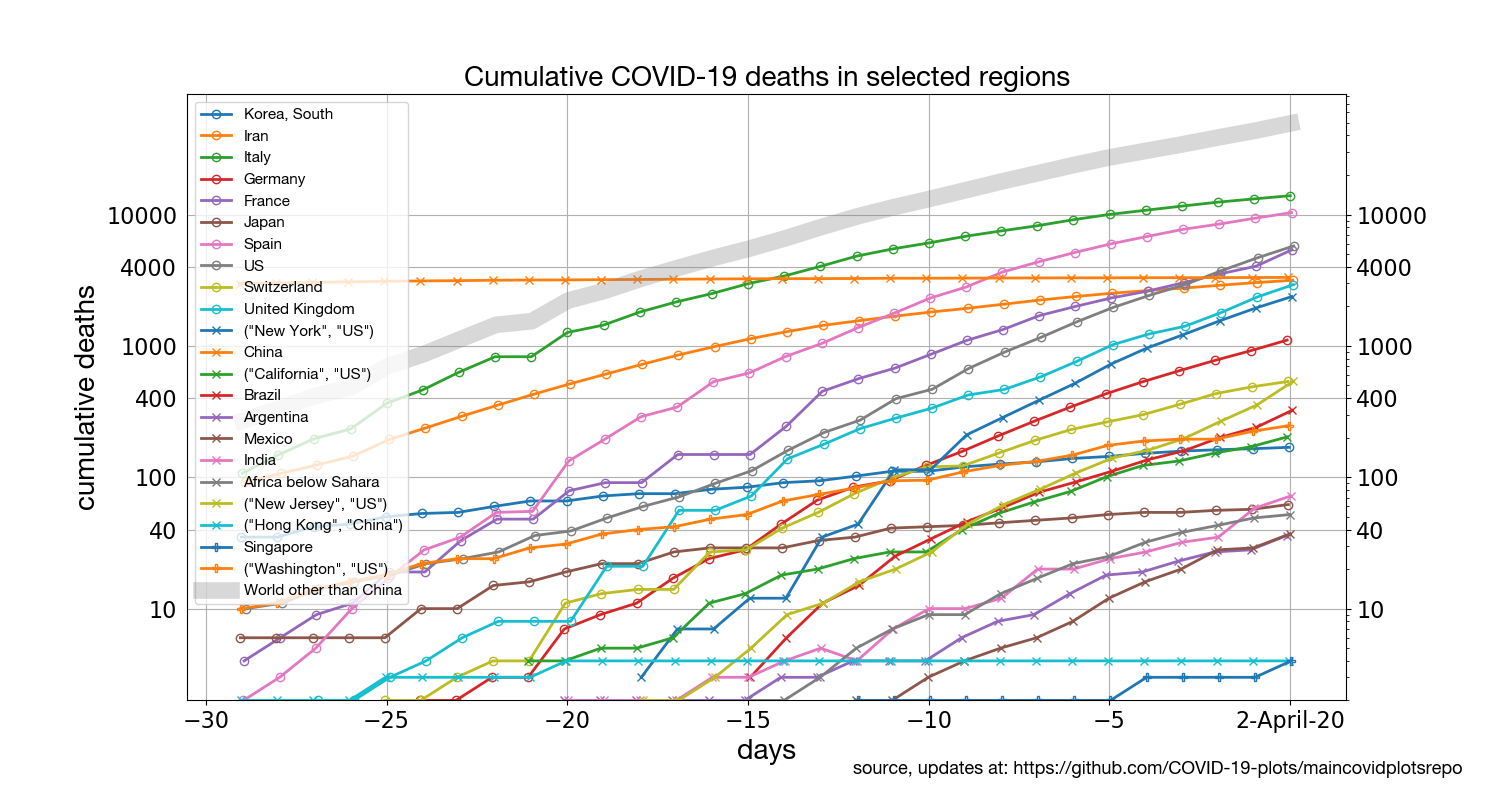 Cumulative COVID-19 deaths in selected regions
Korea, South
Iran
Italy
Germany
France
Japan
Spain
US
Switzerland
United Kingdom
("New York", "US")
China
("California", "US")
Brazil
Argentina
Mexico
India
Africa below Sahara
("New Jersey", "US")
("Hong Kong", "China")
Singapore
("Washington", "US")
World other than China
cumulative deaths
10000
4000
1000
400
100
40
10
10000
4000
1000
400
100
40
10
−30 −25 −20 −15 −10 −5 2-April-20
days
source, updates at: https://github.com/COVID-19-plots/maincovidplotsrepo